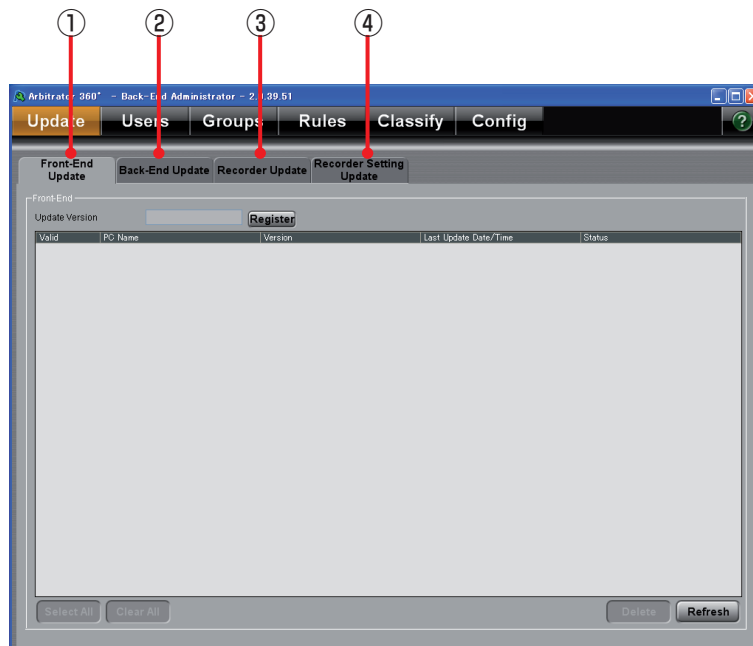 ① ② ③ ④
Arbitrator 360° - Back-End Administrator - 2.0.39.51
Update Users Groups Rules Classify Config ?
Front-End
Update
Back-End Update
Recorder Update
Recorder Setting
Update
Front-End
Update Version
Register
Valid PC Name Version Last Update Date/Time Status
Select All Clear All Delete Refresh